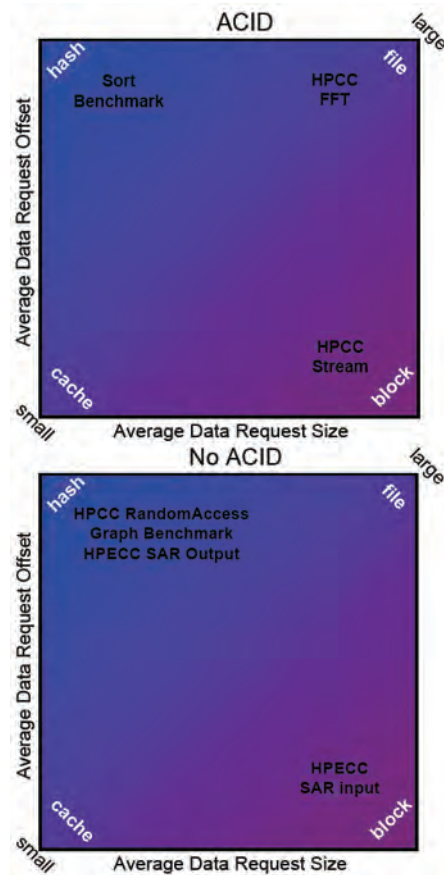 ACID
large
hash
file
Sort
Benchmark
HPCC
FFT
Average Data Request Offset
HPCC
Stream
cache
block
small
Average Data Request Size
No ACID
large
hash
file
HPCC RandomAccess
Graph Benchmark
HPECC SAR Output
Average Data Request Offset
HPECC
SAR input
cache
block
small
Average Data Request Size